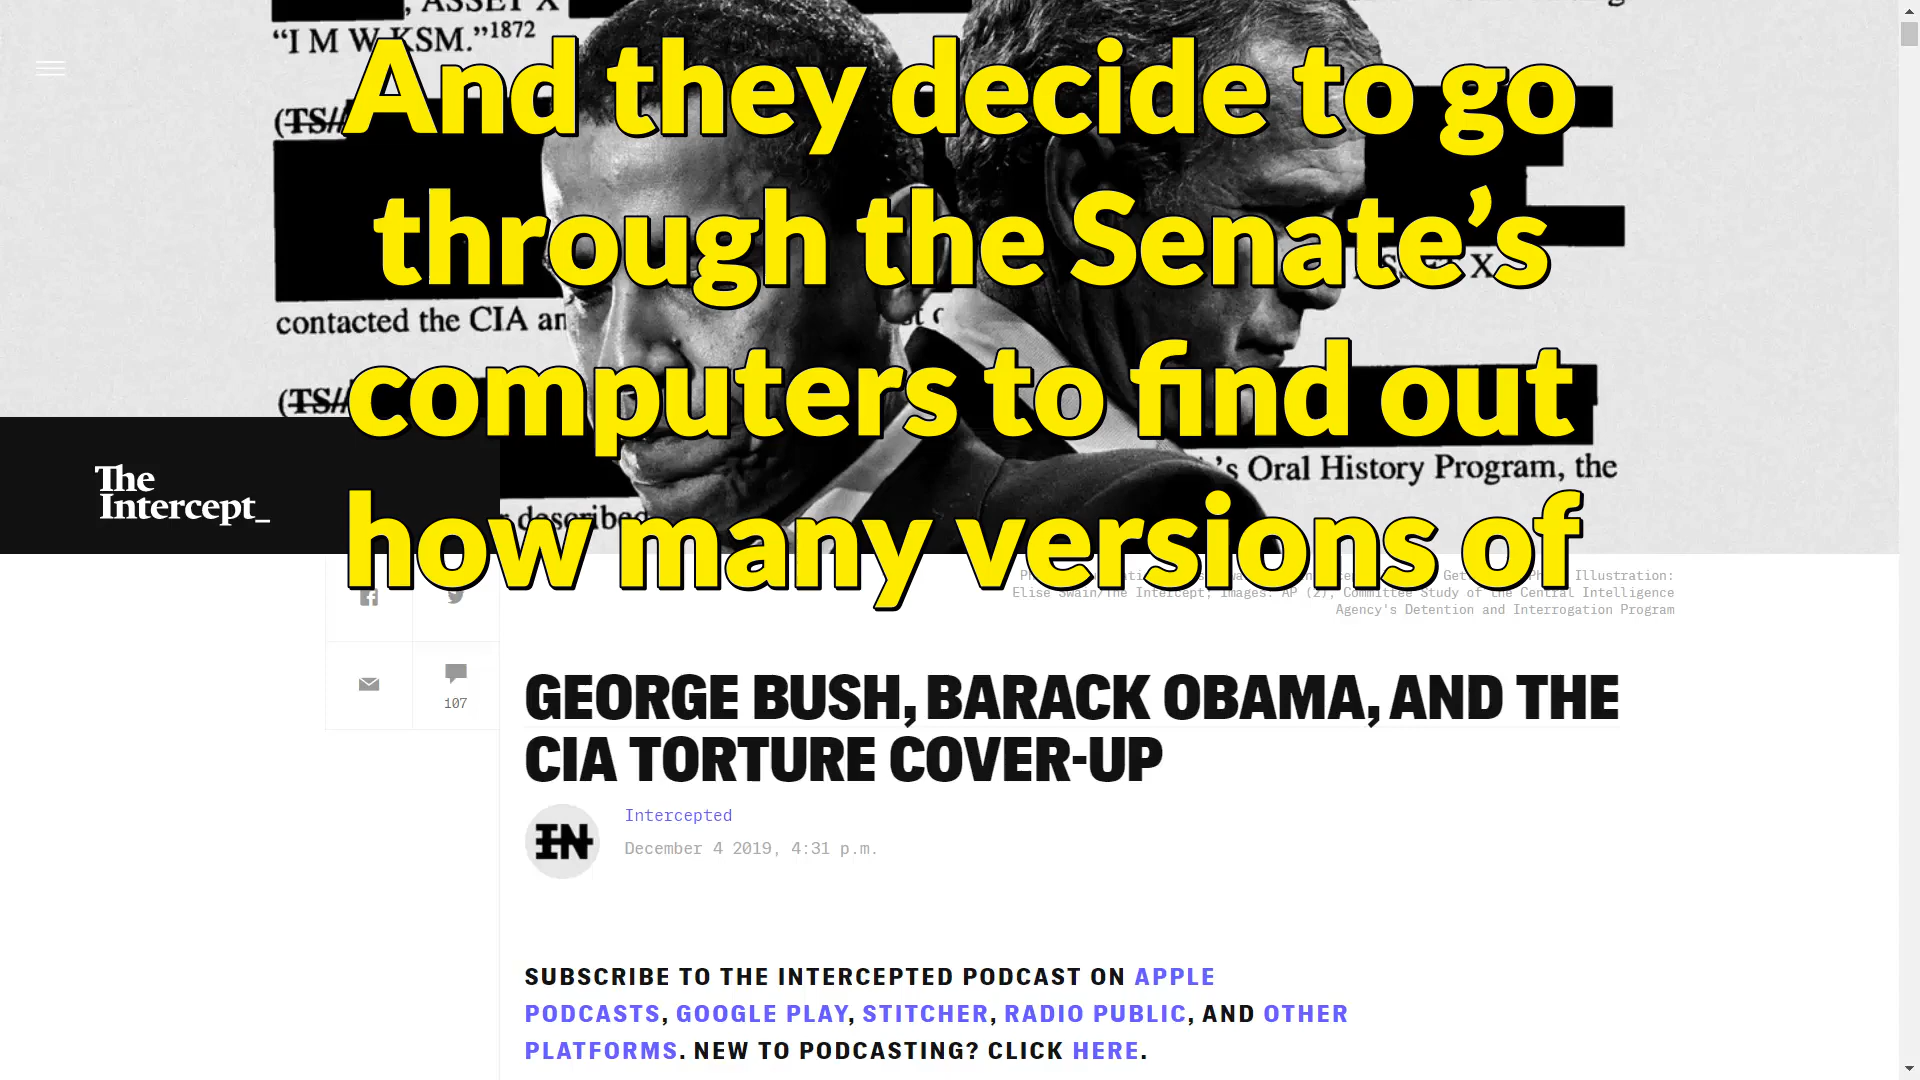 , ASSET X
“I M W KSM.”1872
And they decide to go
(TS//
through the Senate’s
X
contacted the CIA an
computers to find out
(TS//
’s Oral History Program, the
The
Intercept_
how many versions of
described
Illustration:
Elise Swain/The Intercept; Images: AP (2), Committee Study of the Central Intelligence
Agency's Detention and Interrogation Program
107
GEORGE BUSH, BARACK OBAMA, AND THE
CIA TORTURE COVER-UP
IN
Intercepted
December 4 2019, 4:31 p.m.
SUBSCRIBE TO THE INTERCEPTED PODCAST ON APPLE
PODCASTS, GOOGLE PLAY, STITCHER, RADIO PUBLIC, AND OTHER
PLATFORMS. NEW TO PODCASTING? CLICK HERE.